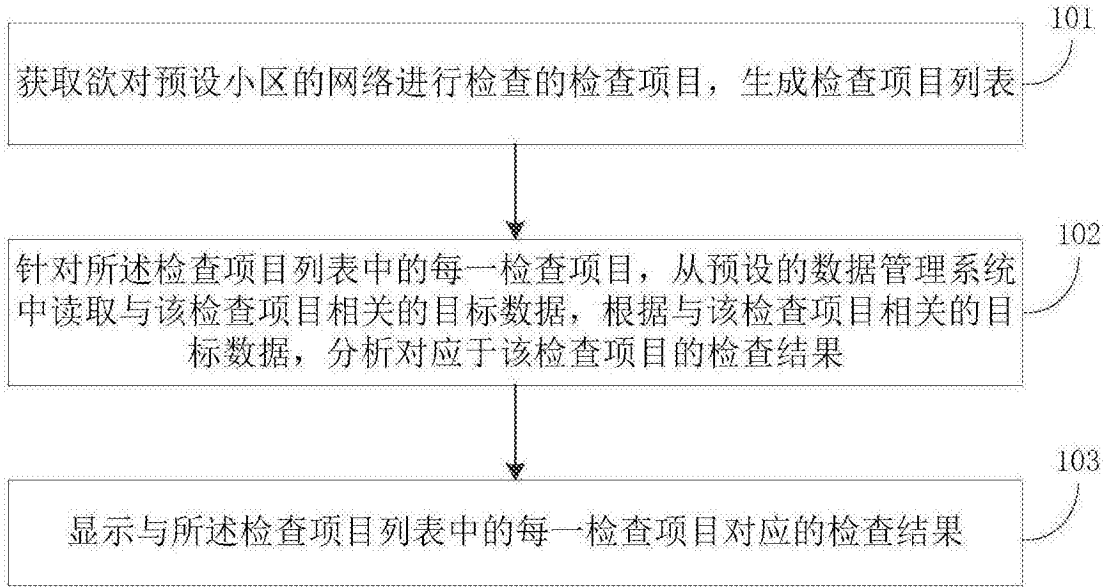 101
获取欲对预设小区的网络进行检查的检查项目，生成检查项目列表
102
针对所述检查项目列表中的每一检查项目，从预设的数据管理系统
中读取与该检查项目相关的目标数据，根据与该检查项目相关的目
标数据，分析对应于该检查项目的检查结果
103
显示与所述检查项目列表中的每一检查项目对应的检查结果